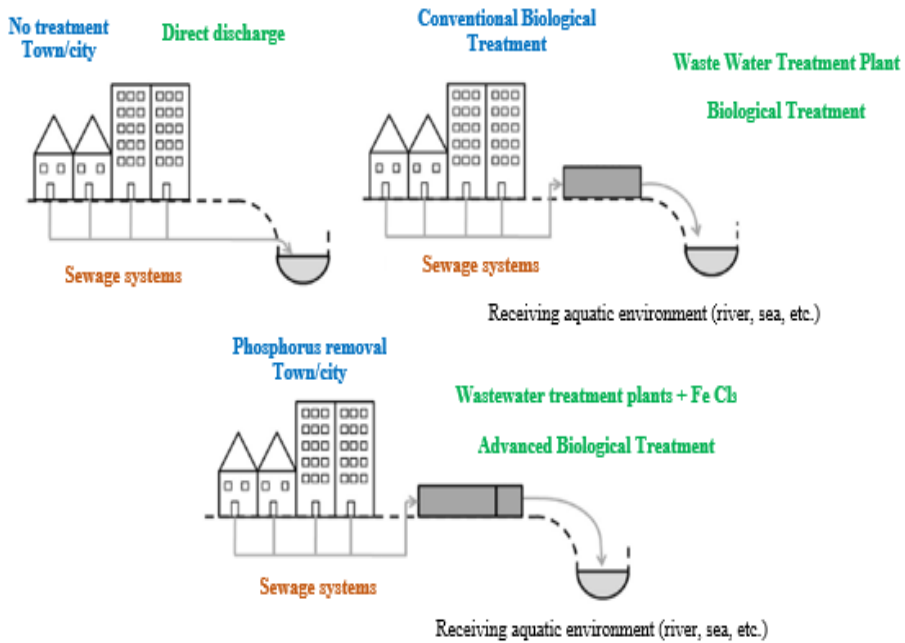 No treatment
Town/city
Direct discharge
Sewage systems
Conventional Biological
Treatment
Waste Water Treatment Plant
Biological Treatment
Sewage systems
Receiving aquatic environment (river, sea, etc.)
Phosphorus removal
Town/city
Wastewater treatment plants + Fe Cl₃
Advanced Biological Treatment
Sewage systems
Receiving aquatic environment (river, sea, etc.)